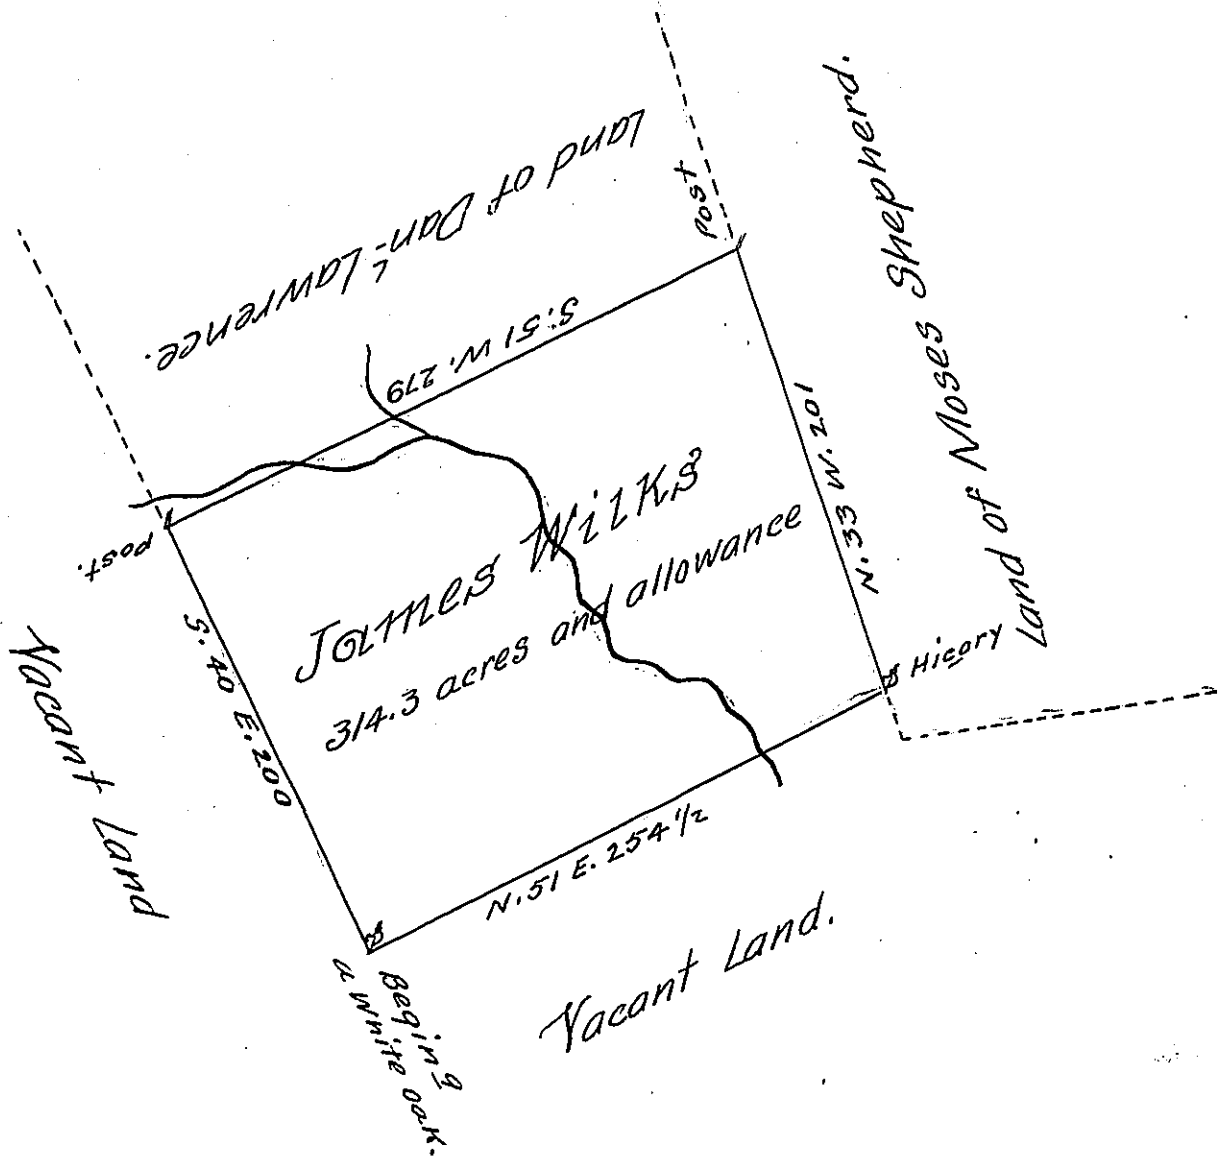 Land of Dan^L Lawrence.
Land of Moses Shepherd.
Post
S. 51 W. 279
N. 33 W. 201
Post.
James Wilks
314.3 acres and allowance
S. 40 E. 200
Hicory
Vacant Land
N. 51 E. 254 1/2
Vacant Land.
Begining
a white oak.